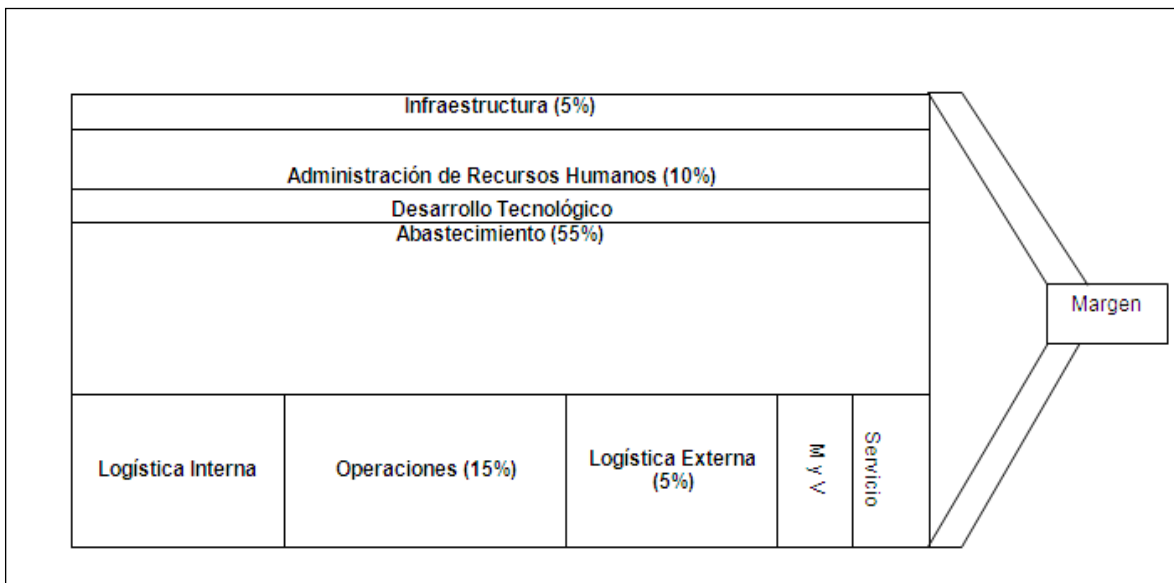 Infraestructura (5%)
Administración de Recursos Humanos (10%)
Desarrollo Tecnológico
Abastecimiento (55%)
Margen
Logística Interna
Operaciones (15%)
Logística Externa
(5%)
M y V
Servicio